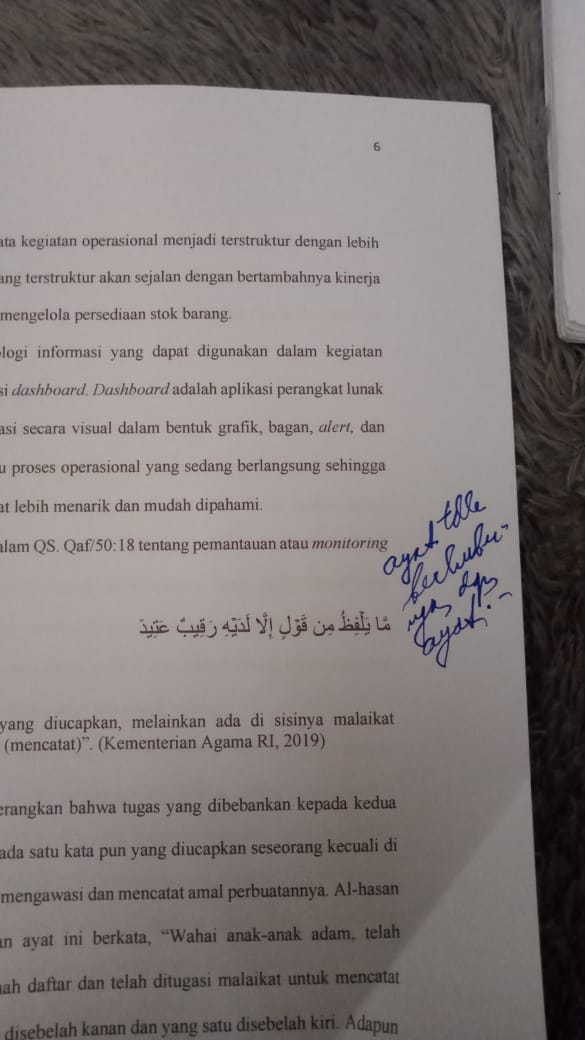 6
ata kegiatan operasional menjadi terstruktur dengan lebih
ang terstruktur akan sejalan dengan bertambahnya kinerja
mengelola persediaan stok barang.
ologi informasi yang dapat digunakan dalam kegiatan
si dashboard. Dashboard adalah aplikasi perangkat lunak
asi secara visual dalam bentuk grafik, bagan, alert, dan
u proses operasional yang sedang berlangsung sehingga
at lebih menarik dan mudah dipahami.
alam QS. Qaf/50:18 tentang pemantauan atau monitoring
ayat
ayat
مَا يَلْفِظُ مِن قَوْلٍ إِلَّا لَدَيْهِ رَقِيبٌ عَتِيدٌ
yang diucapkan, melainkan ada di sisinya malaikat
(mencatat)”. (Kementerian Agama RI, 2019)
erangkan bahwa tugas yang dibebankan kepada kedua
ada satu kata pun yang diucapkan seseorang kecuali di
mengawasi dan mencatat amal perbuatannya. Al-hasan
an ayat ini berkata, “Wahai anak-anak adam, telah
ah daftar dan telah ditugasi malaikat untuk mencatat
disebelah kanan dan yang satu disebelah kiri. Adapun